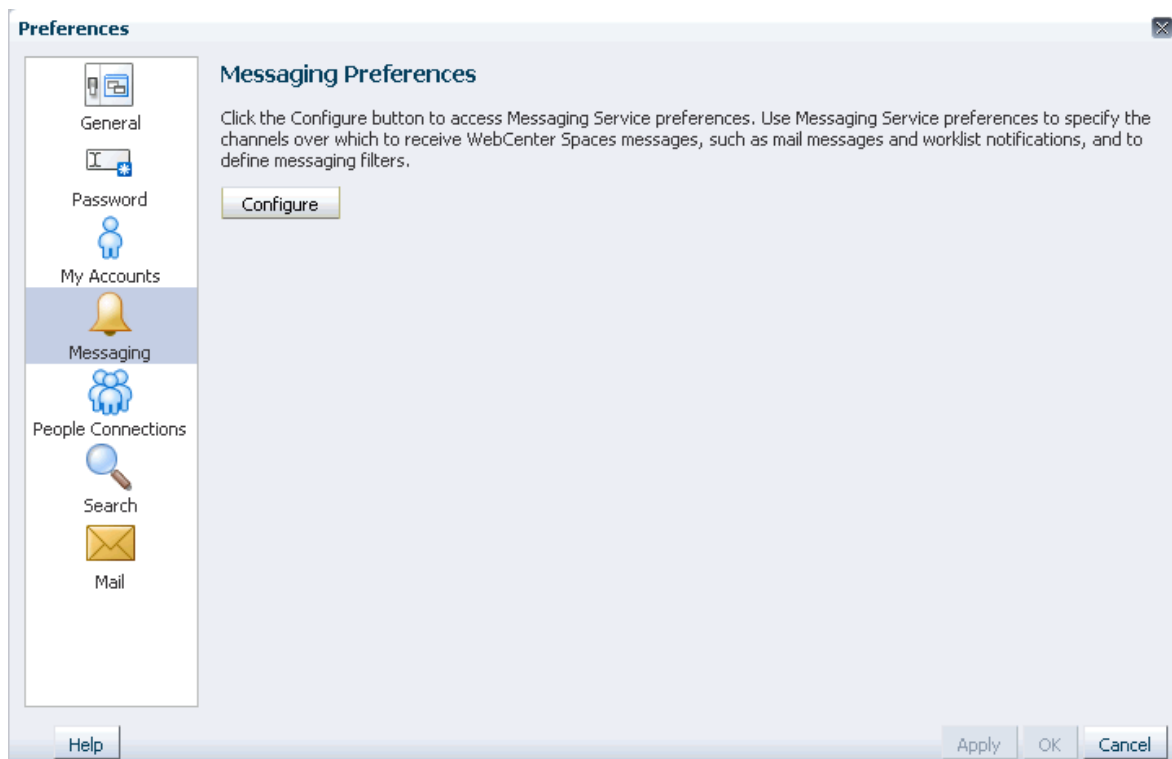 Preferences
General
Password
My Accounts
Messaging
People Connections
Search
Mail
Messaging Preferences
Click the Configure button to access Messaging Service preferences. Use Messaging Service preferences to specify the
channels over which to receive WebCenter Spaces messages, such as mail messages and worklist notifications, and to
define messaging filters.
Configure
Help
Apply
OK
Cancel